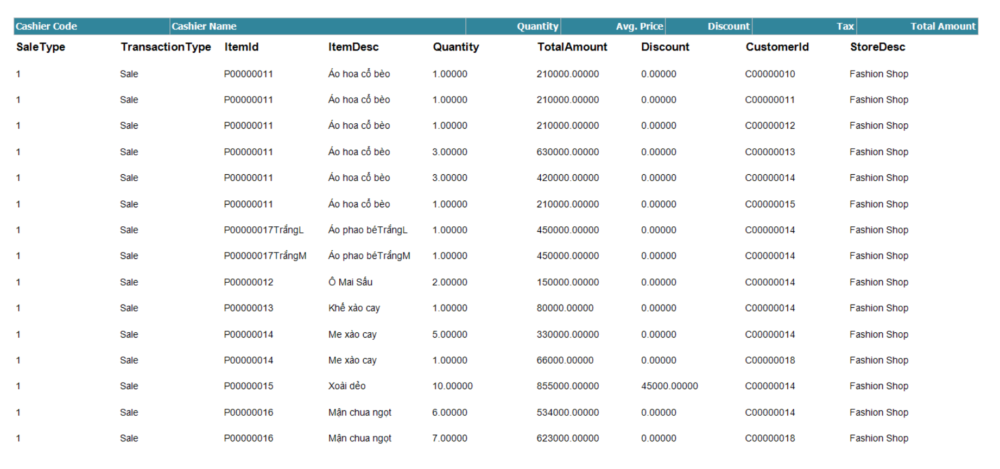 Cashier Code Cashier Name Quantity Avg. Price Discount Tax Total Amount
SaleType TransactionType ItemId ItemDesc Quantity TotalAmount Discount CustomerId StoreDesc
1 Sale P00000011 Áo hoa cổ bèo 1.00000 210000.00000 0.00000 C00000010 Fashion Shop
1 Sale P00000011 Áo hoa cổ bèo 1.00000 210000.00000 0.00000 C00000011 Fashion Shop
1 Sale P00000011 Áo hoa cổ bèo 1.00000 210000.00000 0.00000 C00000012 Fashion Shop
1 Sale P00000011 Áo hoa cổ bèo 3.00000 630000.00000 0.00000 C00000013 Fashion Shop
1 Sale P00000011 Áo hoa cổ bèo 3.00000 420000.00000 0.00000 C00000014 Fashion Shop
1 Sale P00000011 Áo hoa cổ bèo 1.00000 210000.00000 0.00000 C00000015 Fashion Shop
1 Sale P00000017TrắngL Áo phao béTrắngL 1.00000 450000.00000 0.00000 C00000014 Fashion Shop
1 Sale P00000017TrắngM Áo phao béTrắngM 1.00000 450000.00000 0.00000 C00000014 Fashion Shop
1 Sale P00000012 Ô Mai Sấu 2.00000 150000.00000 0.00000 C00000014 Fashion Shop
1 Sale P00000013 Khế xào cay 1.00000 80000.00000 0.00000 C00000014 Fashion Shop
1 Sale P00000014 Me xào cay 5.00000 330000.00000 0.00000 C00000014 Fashion Shop
1 Sale P00000014 Me xào cay 1.00000 66000.00000 0.00000 C00000018 Fashion Shop
1 Sale P00000015 Xoài dẻo 10.00000 855000.00000 45000.00000 C00000014 Fashion Shop
1 Sale P00000016 Mận chua ngọt 6.00000 534000.00000 0.00000 C00000014 Fashion Shop
1 Sale P00000016 Mận chua ngọt 7.00000 623000.00000 0.00000 C00000018 Fashion Shop